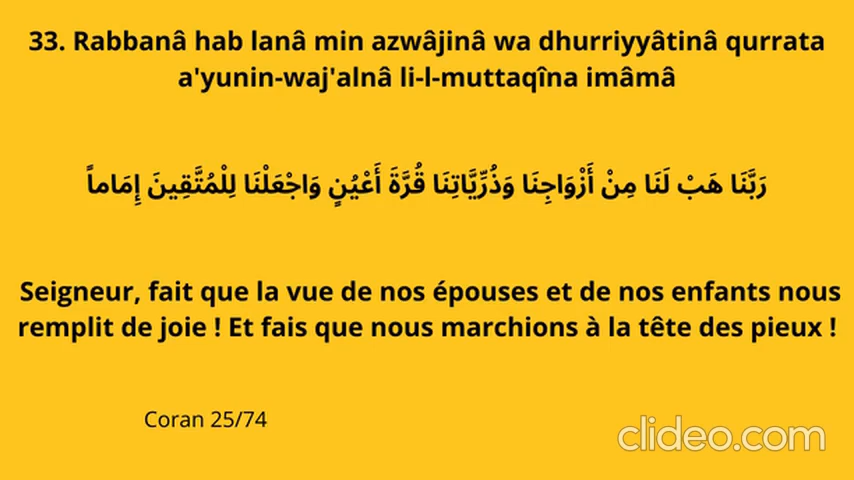 33. Rabbanâ hab lanâ min azwâjinâ wa dhurriyyâtinâ qurrata
a'yunin-waj'alnâ li-l-muttaqîna imâmâ
رَبَّنَا هَبْ لَنَا مِنْ أَزْوَاجِنَا وَذُرِّيَّاتِنَا قُرَّةَ أَعْيُنٍ وَاجْعَلْنَا لِلْمُتَّقِينَ إِمَاماً
Seigneur, fait que la vue de nos épouses et de nos enfants nous
remplit de joie ! Et fais que nous marchions à la tête des pieux !
Coran 25/74
clideo.com